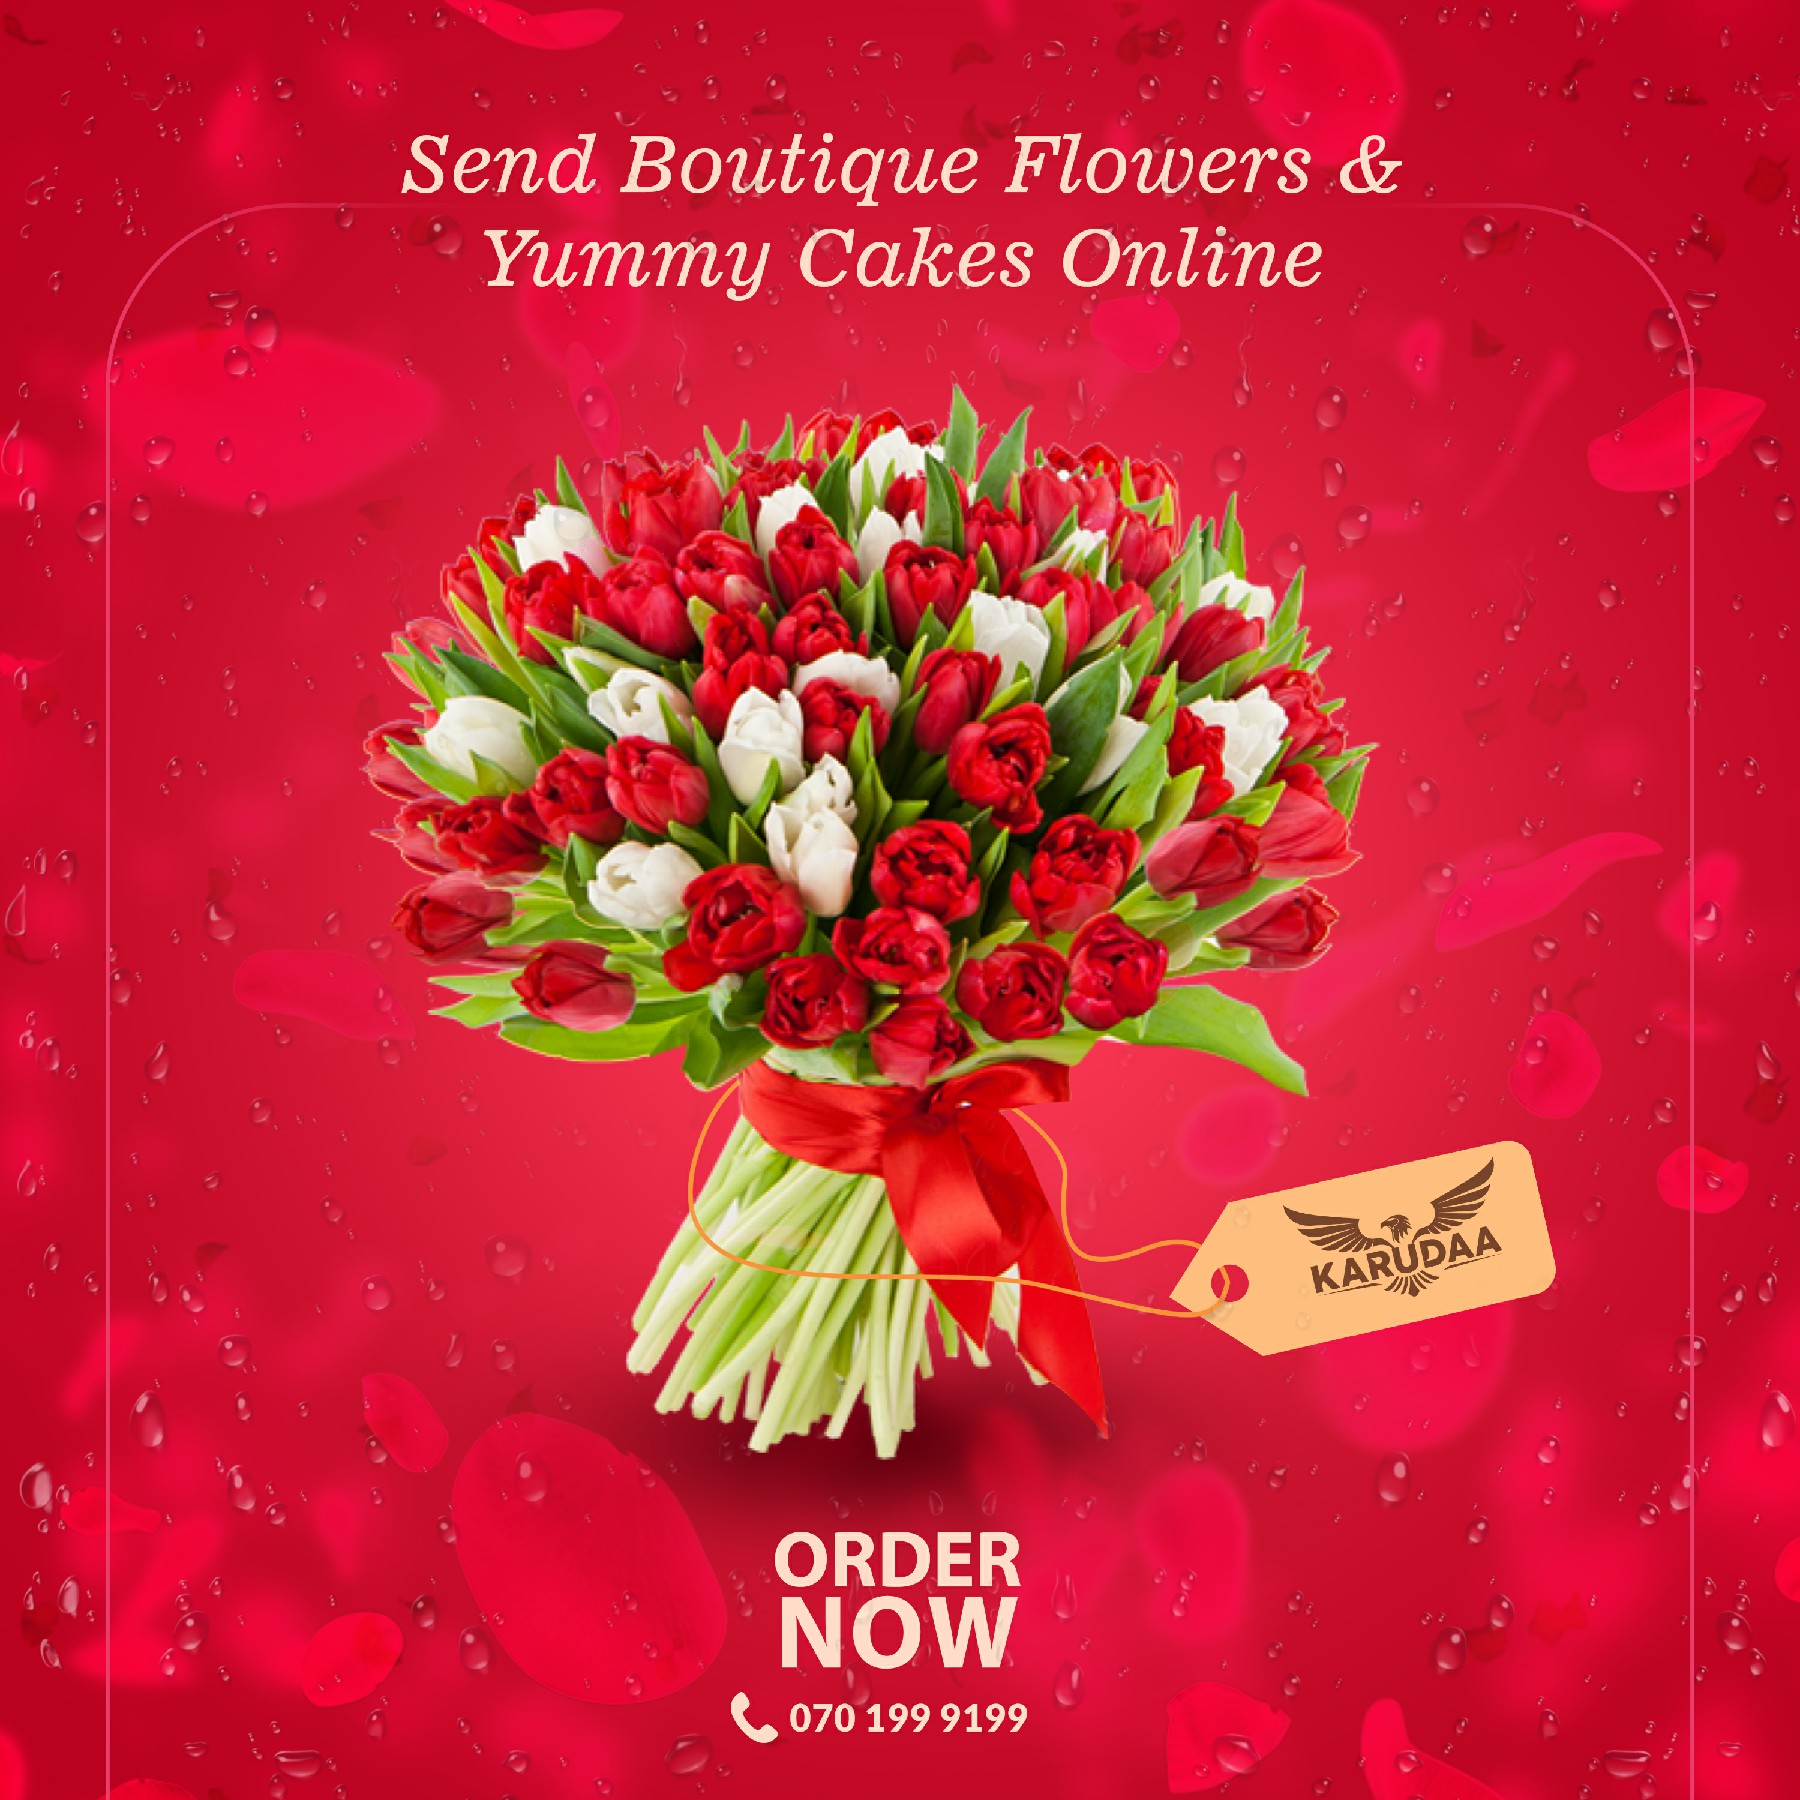 Send Boutique Flowers &
Yummy Cakes Online
KARUDAA
ORDER
NOW
070 199 9199